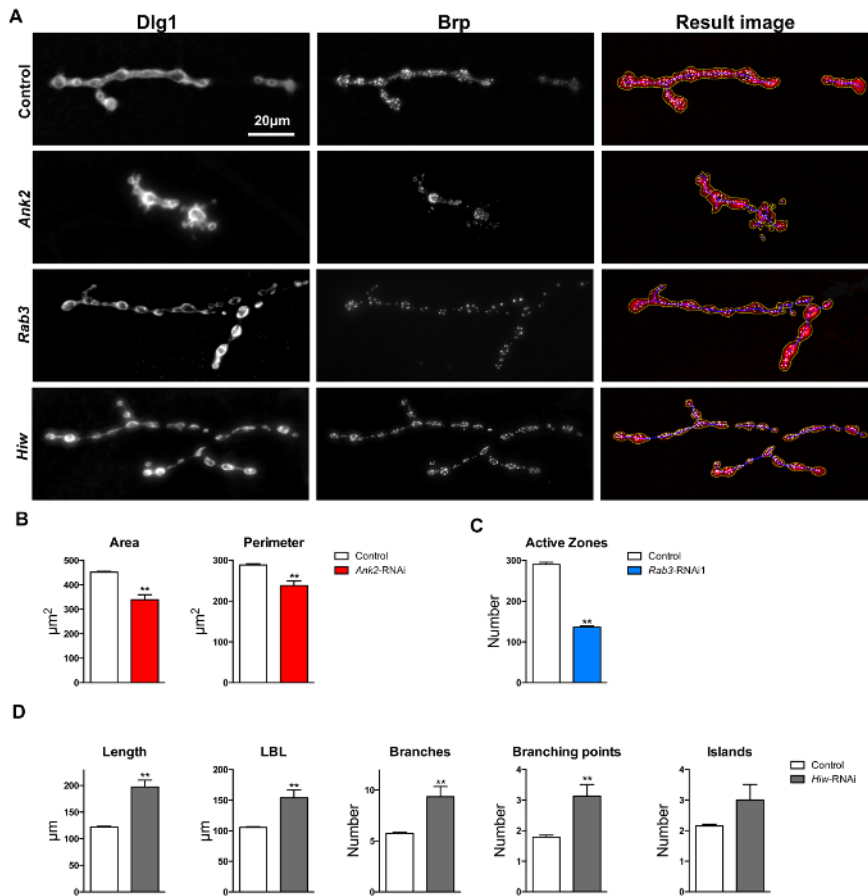 A
Dlg1 Brp Result image
Control
20µm
Ank2
Rab3
Hiw
B
Area
µm²
500
400
300
200
100
0
**
Perimeter
µm²
300
200
100
0
**
Control
Ank2-RNAi
C
Active Zones
Number
300
200
100
0
**
Control
Rab3-RNAi1
D
Length
µm
200
150
100
50
0
**
LBL
µm
200
150
100
50
0
**
Branches
Number
10
5
0
**
Branching points
Number
4
3
2
1
0
**
Islands
Number
4
3
2
1
0
Control
Hiw-RNAi